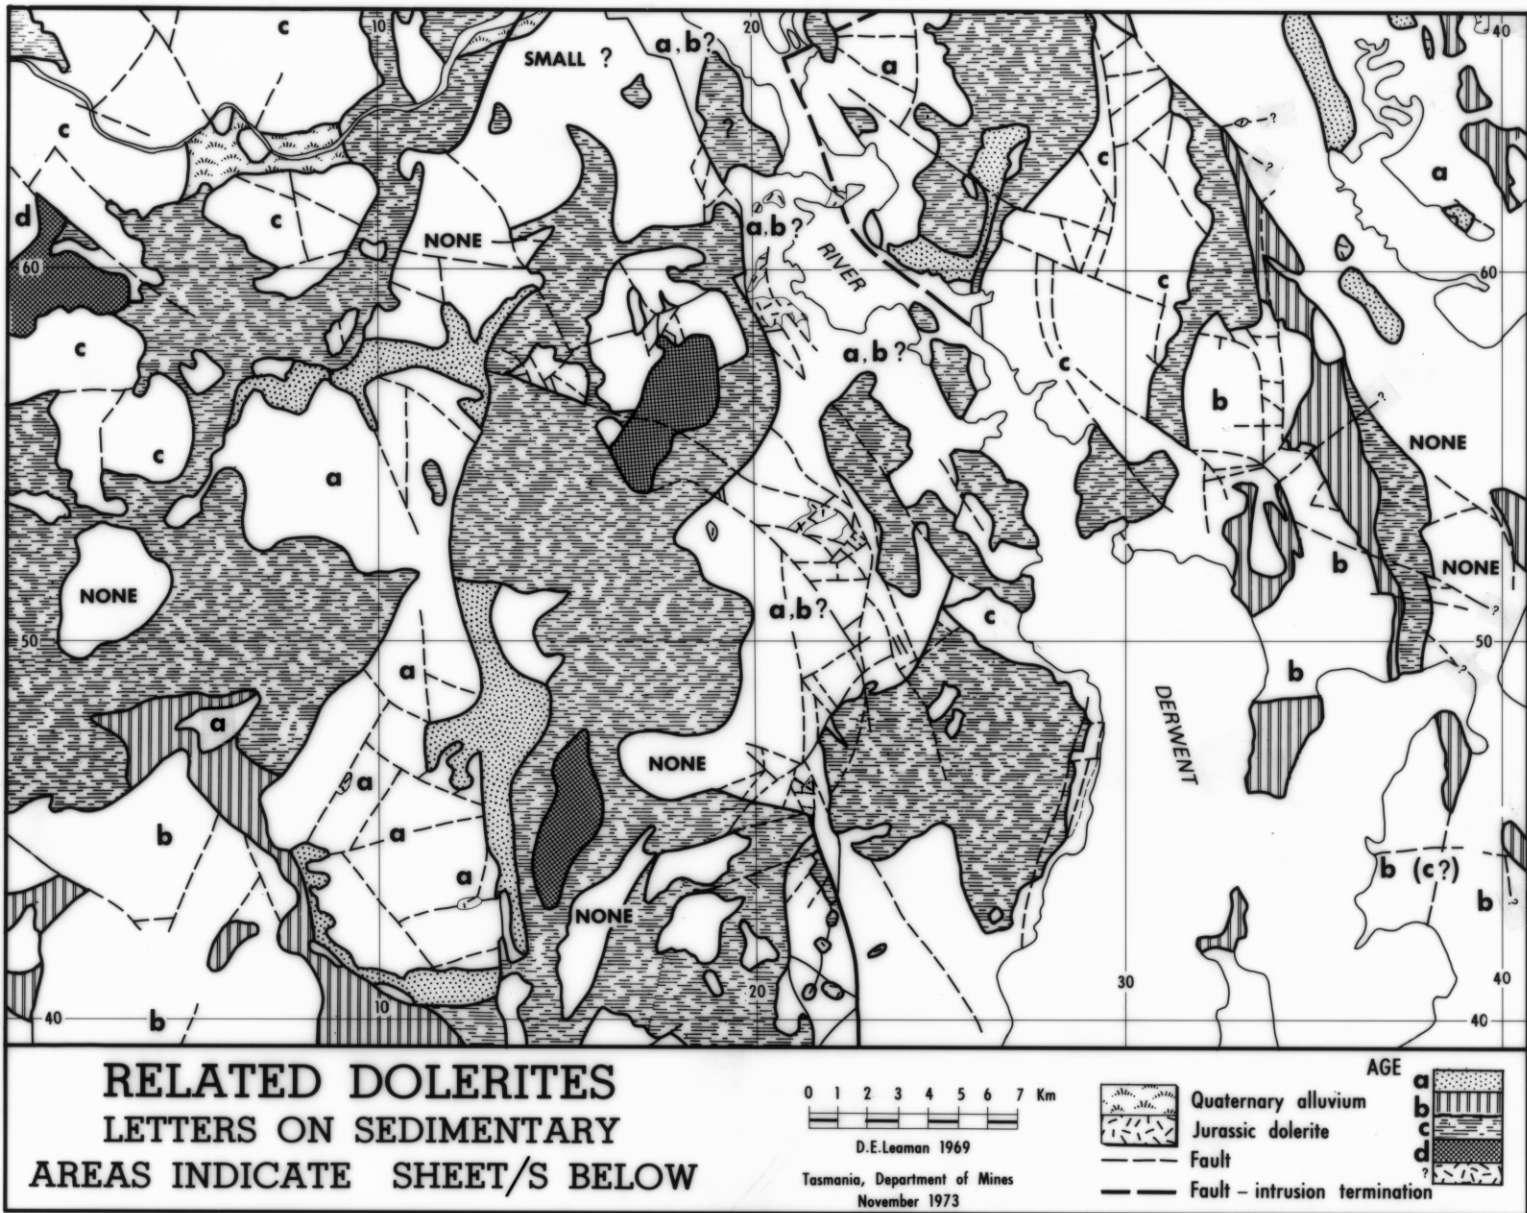 10
20
40
c
SMALL ?
a,b?
a
?
?
c
c
a
?
d
c
NONE
a,b?
RIVER
60
60
c
c
a,b?
c
b
?
NONE
c
a
NONE
b
NONE
a,b?
c
?
50
50
a
b
?
a
NONE
DERWENT
a
a
b
b (c?)
a
b
?
NONE
30
40
10
20
40
b
40
RELATED DOLERITES
LETTERS ON SEDIMENTARY
AREAS INDICATE SHEET/S BELOW
0 1 2 3 4 5 6 7 Km
D.E.Leaman 1969
Tasmania, Department of Mines
November 1973
Quaternary alluvium
Jurassic dolerite
Fault
Fault - intrusion termination
AGE
a
b
c
d
?